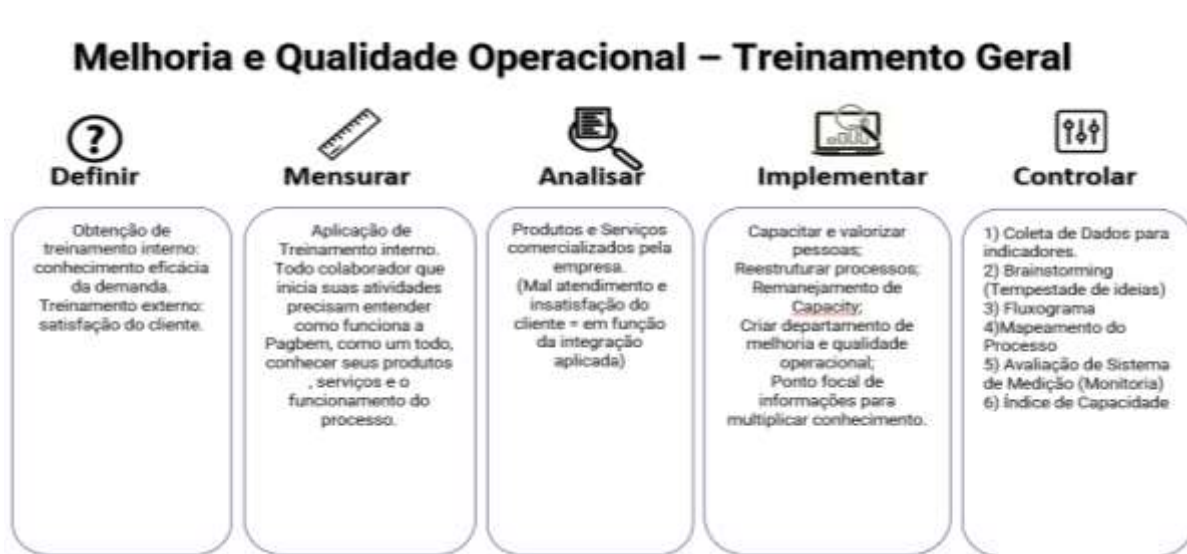 Melhoria e Qualidade Operacional – Treinamento Geral
?
Definir
Mensurar
Analisar
Implementar
Controlar
Obtenção de
treinamento interno:
conhecimento eficácia
da demanda.
Treinamento externo:
satisfação do cliente.
Aplicação de
Treinamento interno.
Todo colaborador que
inicia suas atividades
precisam entender
como funciona a
Pagbem, como um todo,
conhecer seus produtos
, serviços e o
funcionamento do
processo.
Produtos e Serviços
comercializados pela
empresa.
(Mal atendimento e
insatisfação do
cliente = em função
da integração
aplicada)
Capacitar e valorizar
pessoas;
Reestruturar processos;
Remanejamento de
Capacity;
Criar departamento de
melhoria e qualidade
operacional;
Ponto focal de
informações para
multiplicar conhecimento.
1) Coleta de Dados para
indicadores.
2) Brainstorming
(Tempestade de ideias)
3) Fluxograma
4)Mapeamento do
Processo
5) Avaliação de Sistema
de Medição (Monitoria)
6) Índice de Capacidade